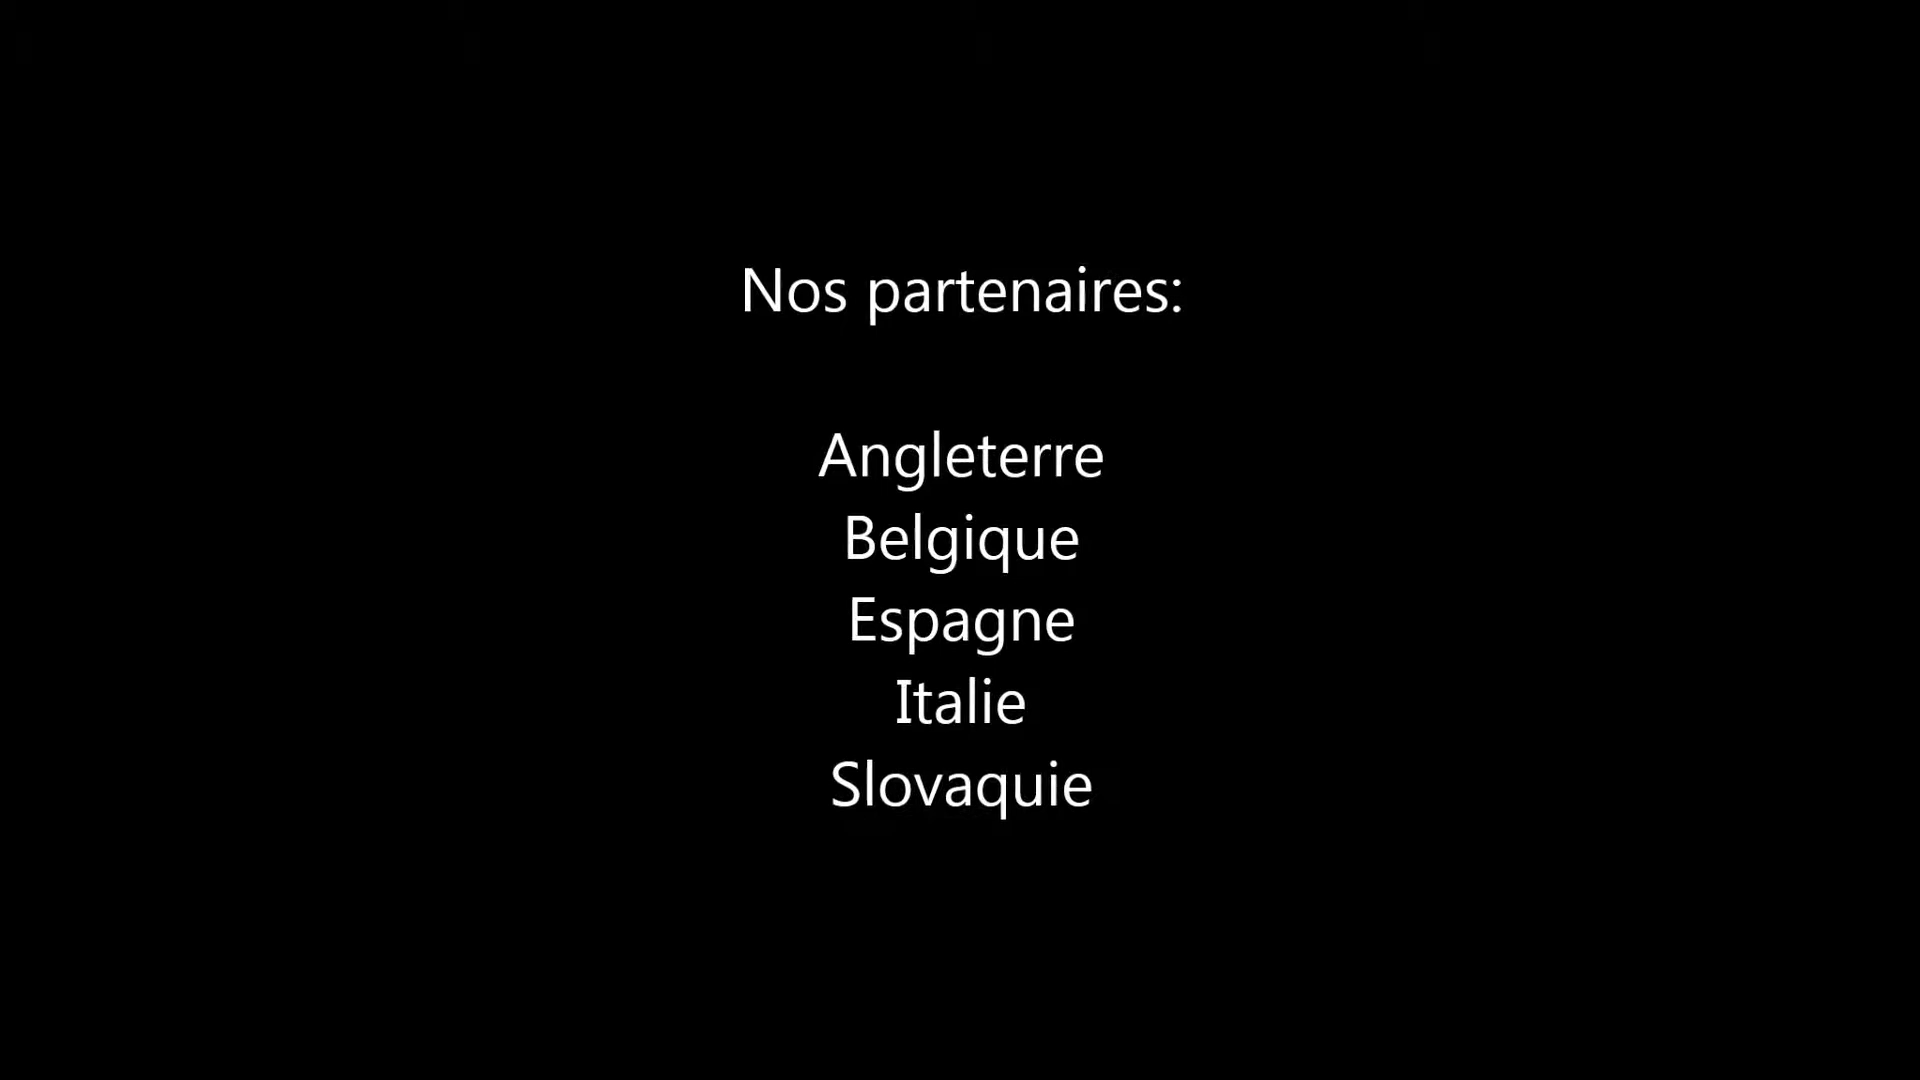 Nos partenaires:
Angleterre
Belgique
Espagne
Italie
Slovaquie